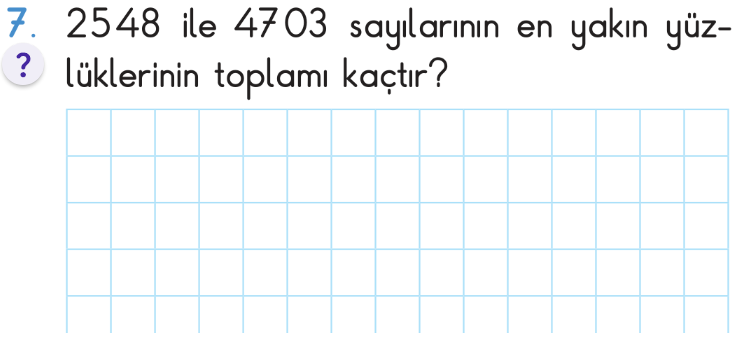 7. 2548 ile 4703 sayılarının en yakın yüz-
? lüklerinin toplamı kaçtır?